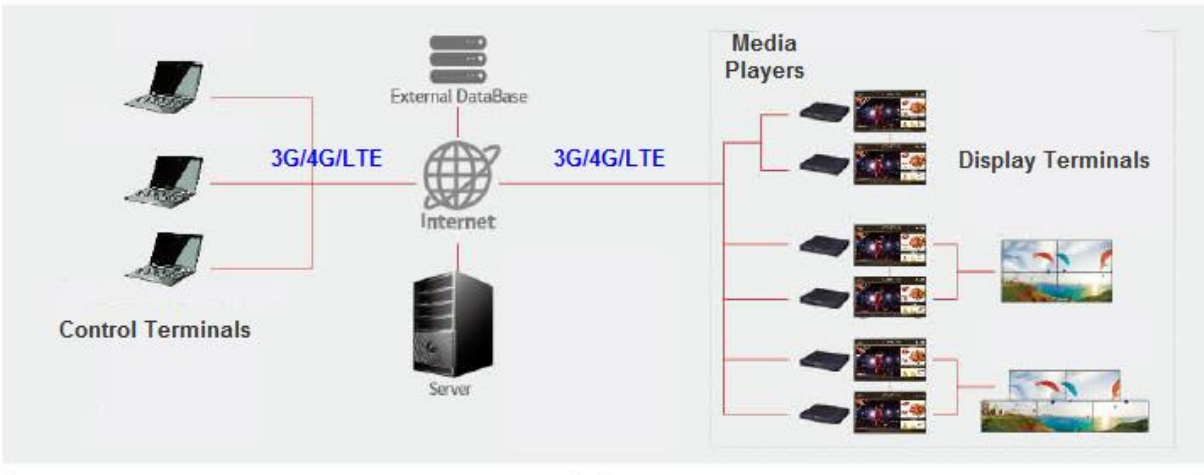 Media
Players
External DataBase
3G/4G/LTE
3G/4G/LTE
Display Terminals
Internet
Control Terminals
Server